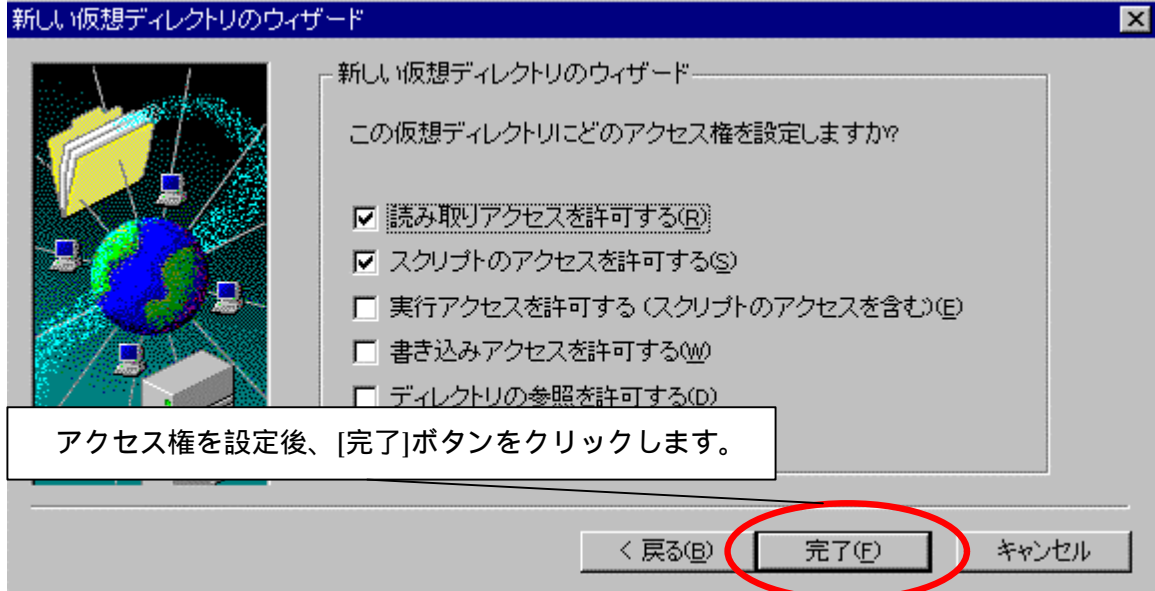 新しい仮想ディレクトリのウィザード
新しい仮想ディレクトリのウィザード
この仮想ディレクトリにどのアクセス権を設定しますか?
読み取りアクセスを許可する(R)
スクリプトのアクセスを許可する(S)
実行アクセスを許可する (スクリプトのアクセスを含む)(E)
書き込みアクセスを許可する(W)
ディレクトリの参照を許可する(D)
アクセス権を設定後、[完了]ボタンをクリックします。
< 戻る(B) 完了(F) キャンセル